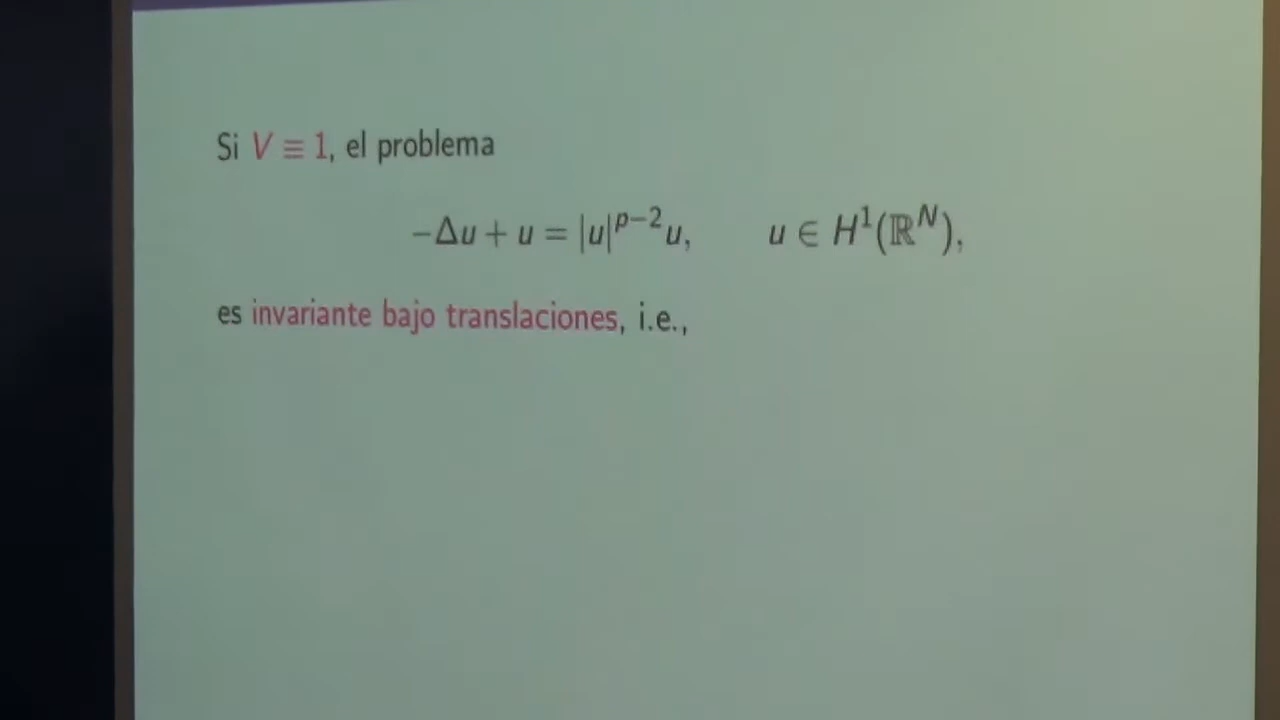 Si V ≡ 1, el problema
−Δu + u = |u|^{p−2}u, u ∈ H^1(ℝ^N),
es invariante bajo translaciones, i.e.,